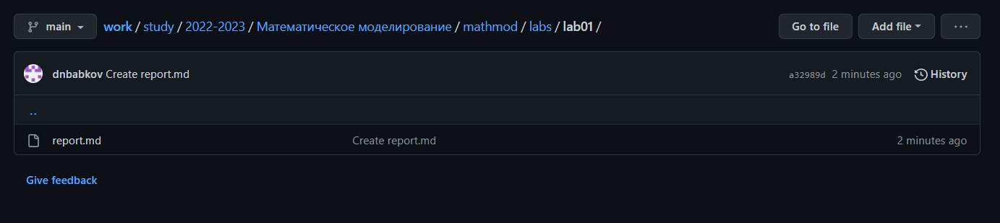 main work / study / 2022-2023 / Математическое моделирование / mathmod / labs / lab01 / Go to file Add file ...
dnbabkov Create report.md a32989d 2 minutes ago History
..
report.md Create report.md 2 minutes ago
Give feedback